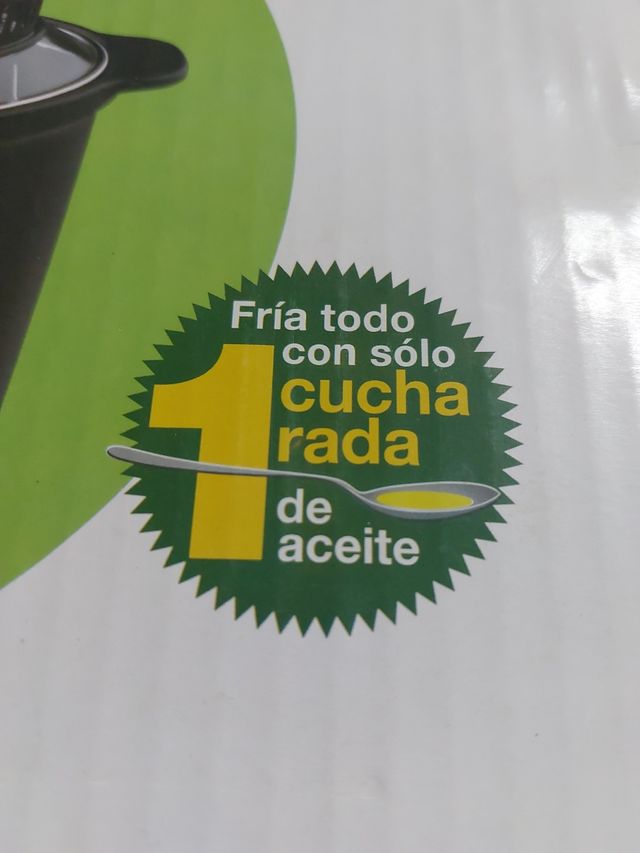 Fría todo
con sólo
1 cucha
rada
de
aceite